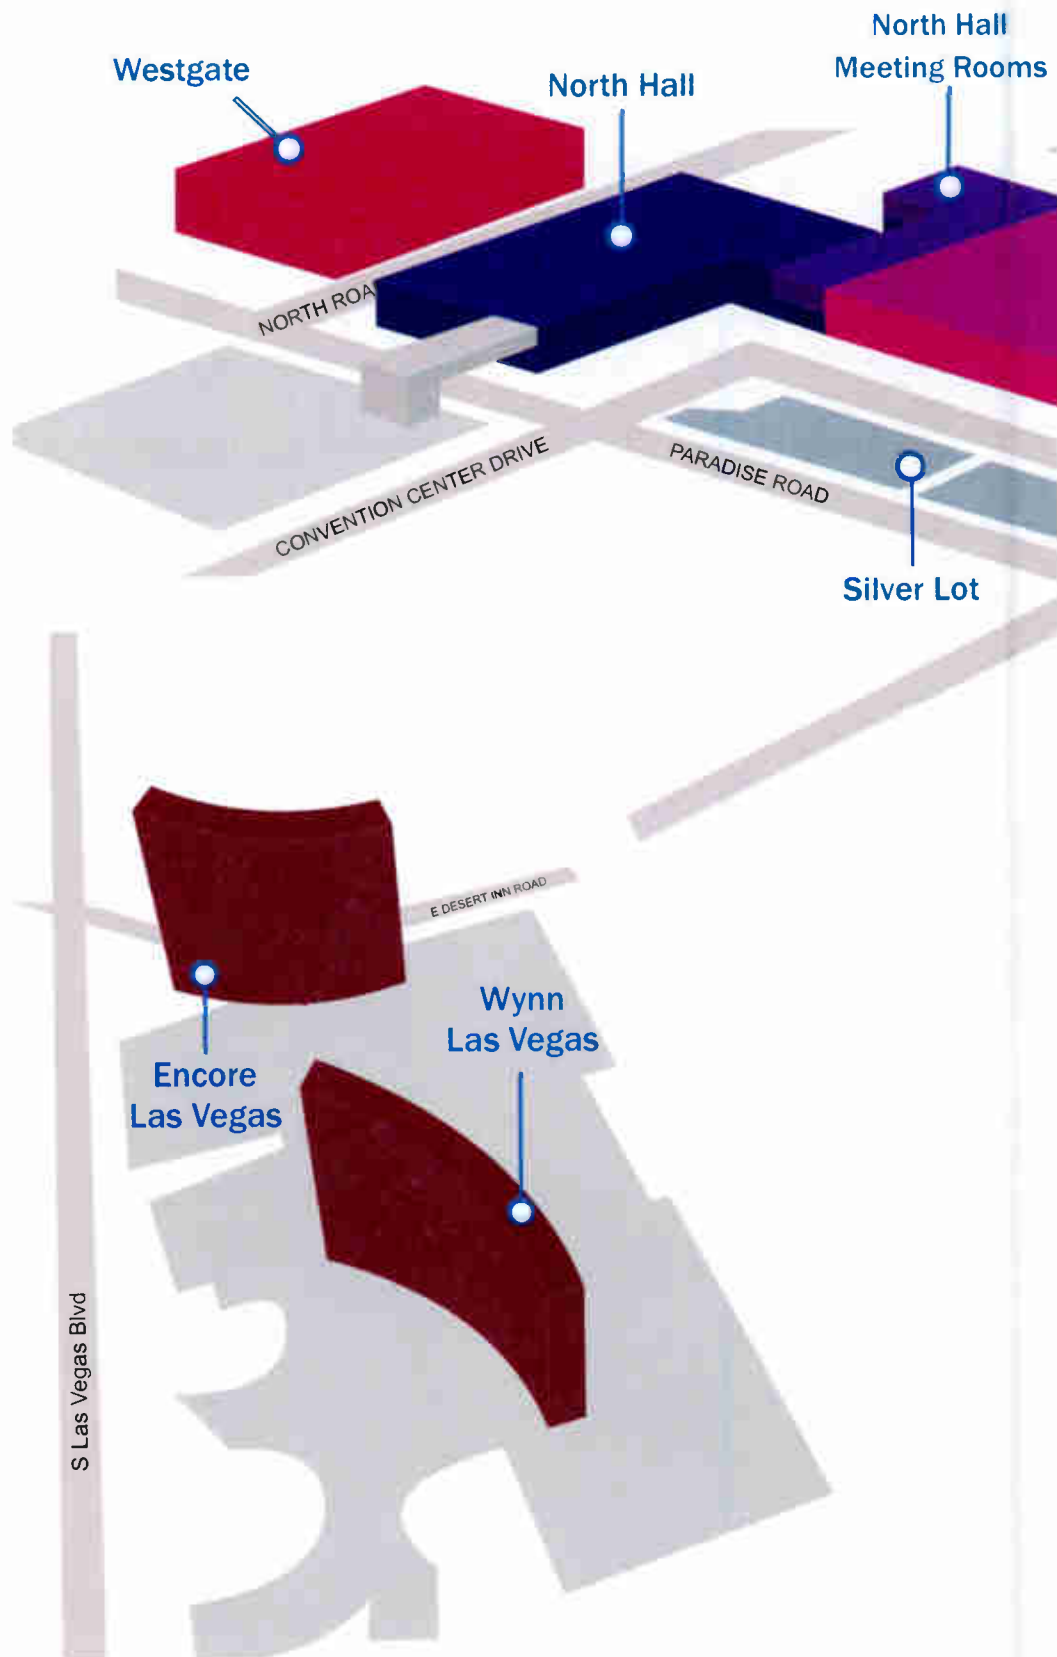 North Hall
Meeting Rooms
Westgate
North Hall
NORTH ROA
CONVENTION CENTER DRIVE
PARADISE ROAD
Silver Lot
E DESERT INN ROAD
Wynn
Las Vegas
Encore
Las Vegas
S Las Vegas Blvd